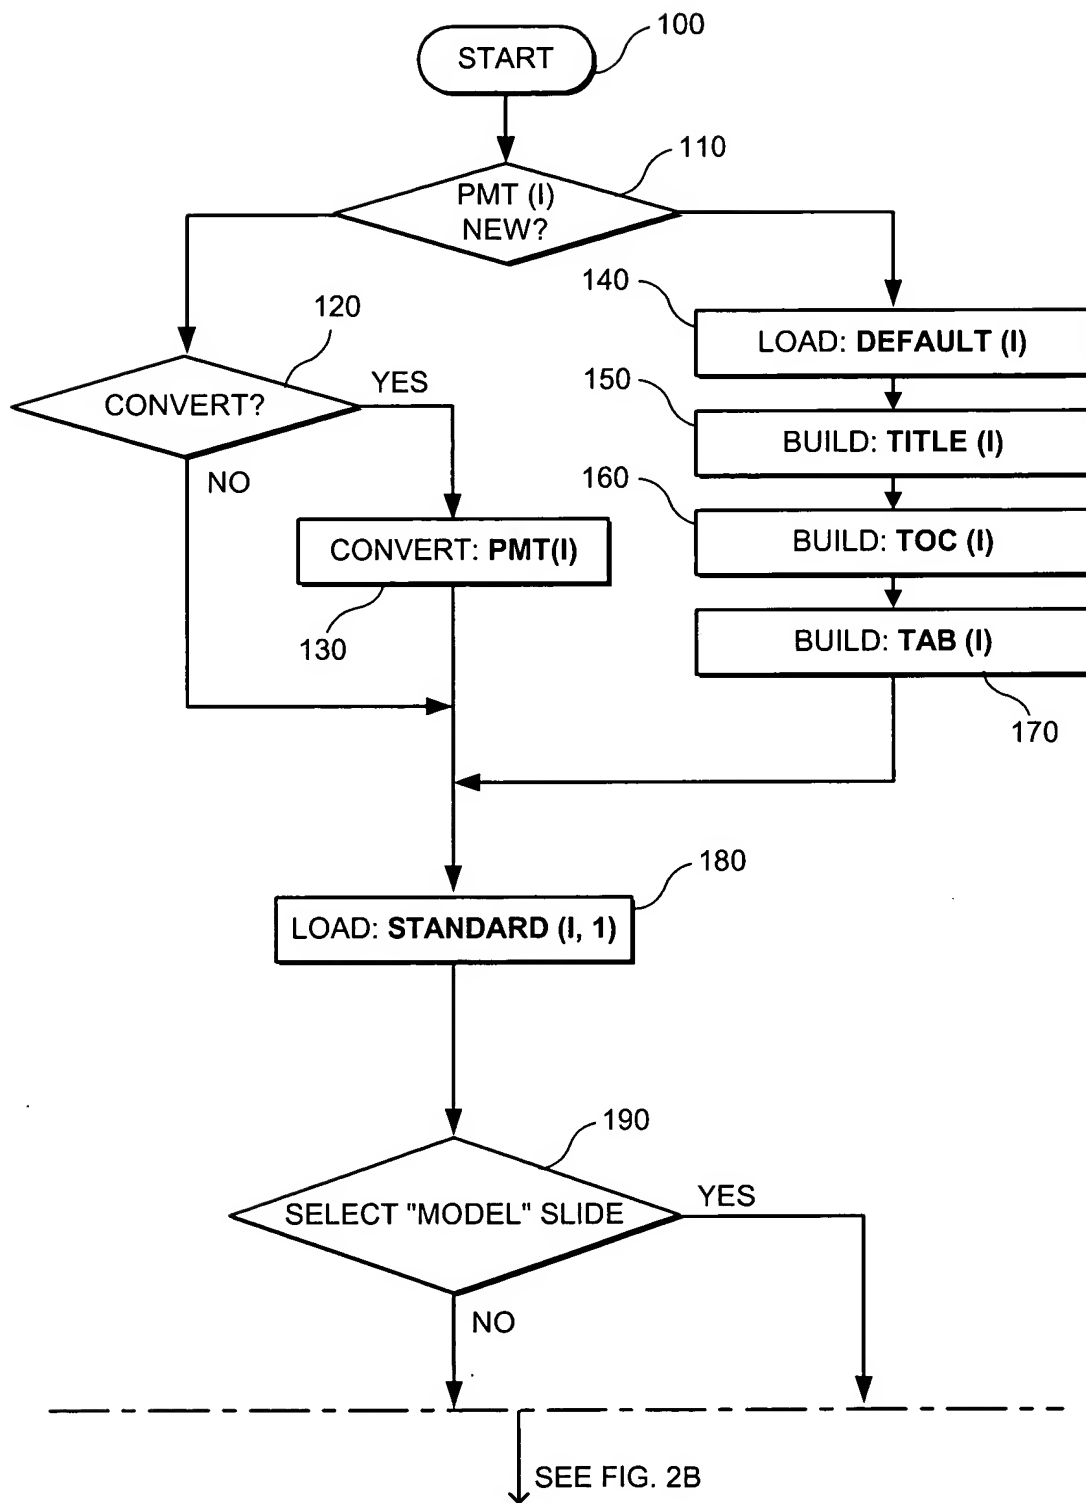 START
100
PMT (I)
NEW?
110
120
CONVERT?
YES
NO
CONVERT: PMT(I)
130
140
LOAD: DEFAULT (I)
150
BUILD: TITLE (I)
160
BUILD: TOC (I)
BUILD: TAB (I)
170
180
LOAD: STANDARD (I, 1)
190
SELECT "MODEL" SLIDE
YES
NO
SEE FIG. 2B